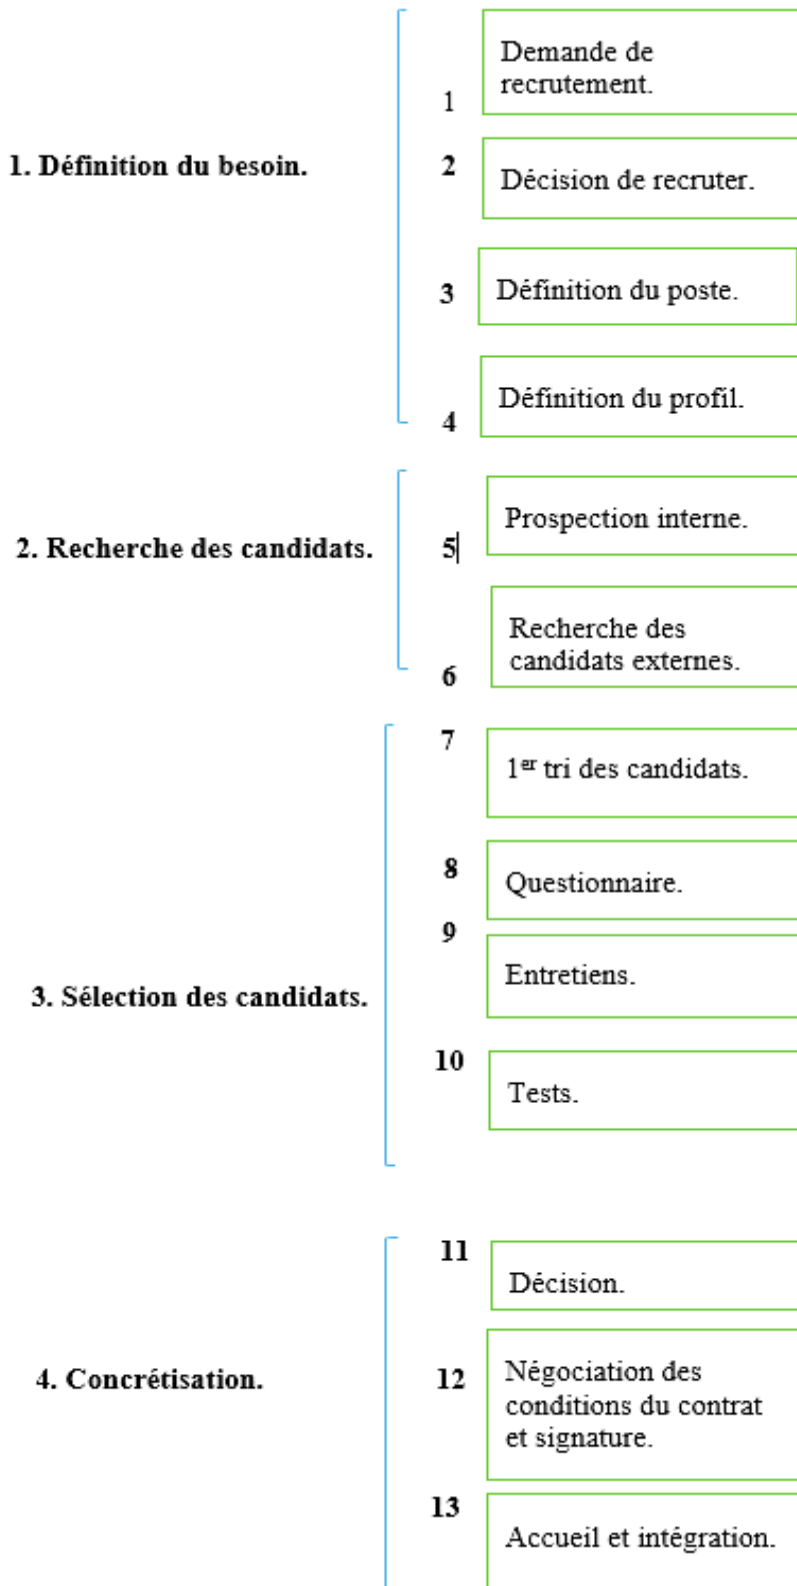 Demande de
recrutement.
1
1. Définition du besoin.
2
Décision de recruter.
3
Définition du poste.
Définition du profil.
4
Prospection interne.
2. Recherche des candidats.
5
Recherche des
candidats externes.
6
7
1er tri des candidats.
8
Questionnaire.
9
Entretiens.
3. Sélection des candidats.
10
Tests.
11
Décision.
4. Concrétisation.
12
Négociation des
conditions du contrat
et signature.
13
Accueil et intégration.